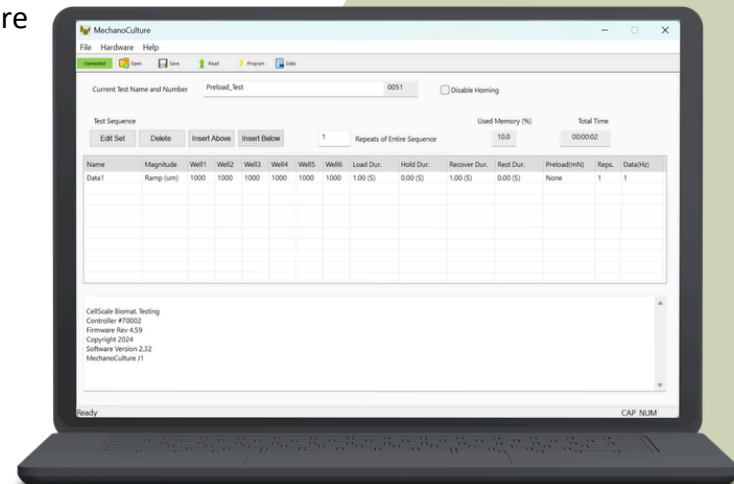 re
MechanoCulture
File Hardware Help
Connected Open Save Read Program Data
Current Test Name and Number Preload_Test 0051 Disable Homing
Test Sequence Used Memory (%) Total Time
Edit Set Delete Insert Above Insert Below 1 Repeats of Entire Sequence 10.0 00:00:02
Name Magnitude Well1 Well2 Well3 Well4 Well5 Well6 Load Dur. Hold Dur. Recover Dur. Rest Dur. Preload(mN) Reps. Data(Hz)
Data1 Ramp (um) 1000 1000 1000 1000 1000 1000 1.00 (S) 0.00 (S) 1.00 (S) 0.00 (S) None 1 1
CellScale Biomat. Testing
Controller #70002
Firmware Rev 4.59
Copyright 2024
Software Version 2.32
MechanoCulture J1
Ready CAP NUM